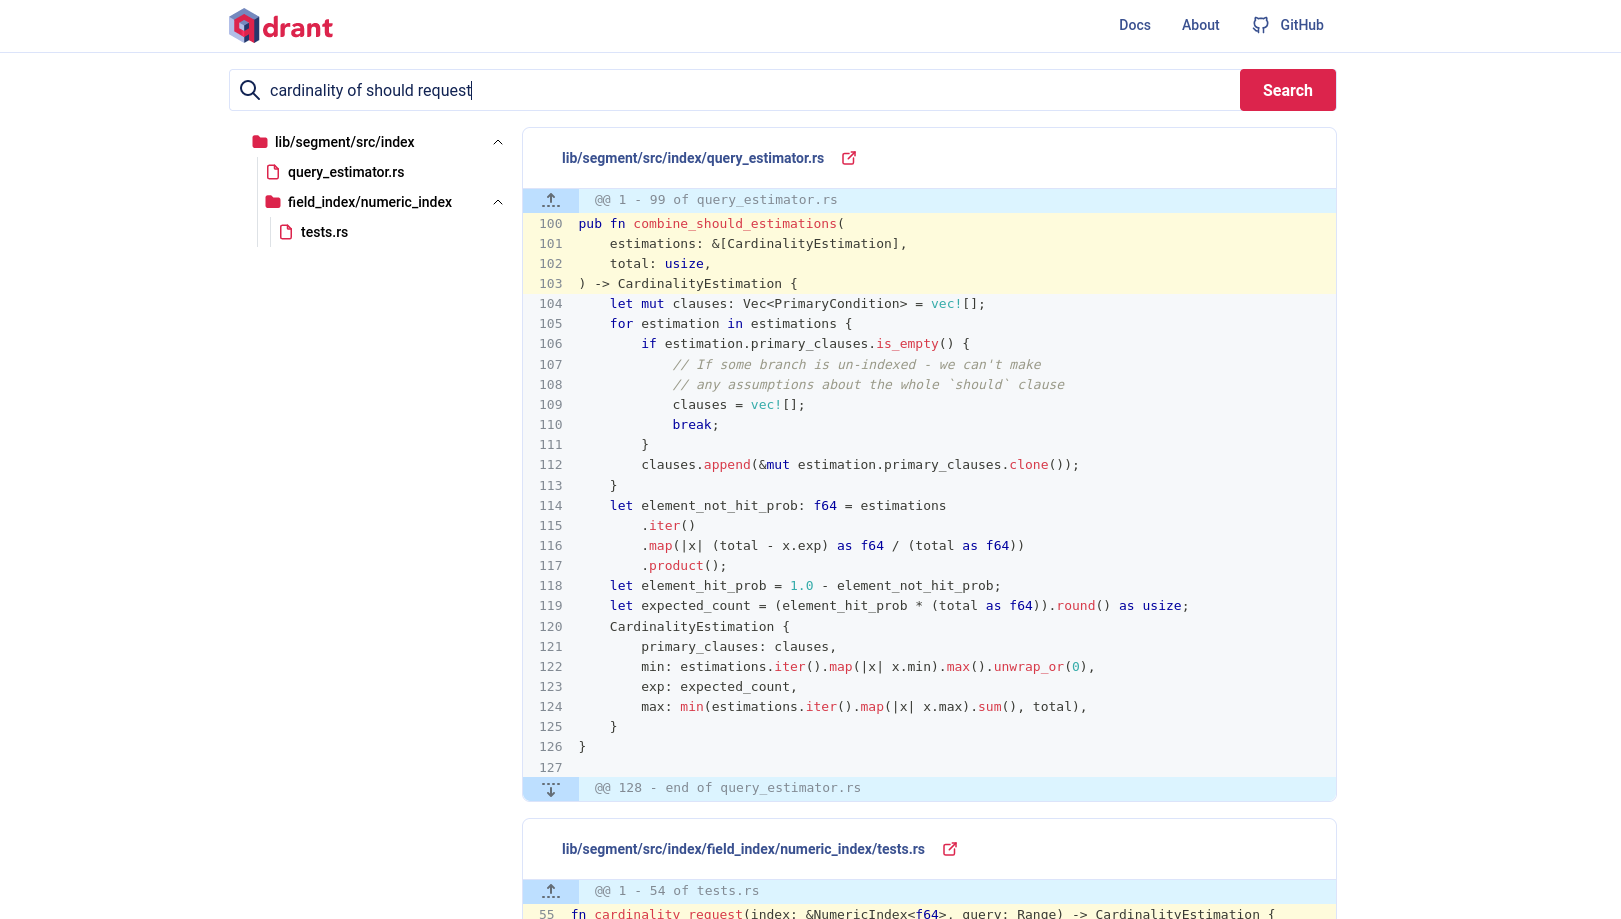 drant
Docs
About
GitHub
cardinality of should request
Search
lib/segment/src/index
query_estimator.rs
field_index/numeric_index
tests.rs
lib/segment/src/index/query_estimator.rs
@@ 1 - 99 of query_estimator.rs
100 pub fn combine_should_estimations(
101     estimations: &[CardinalityEstimation],
102     total: usize,
103 ) -> CardinalityEstimation {
104     let mut clauses: Vec<PrimaryCondition> = vec![];
105     for estimation in estimations {
106         if estimation.primary_clauses.is_empty() {
107             // If some branch is un-indexed - we can't make
108             // any assumptions about the whole `should` clause
109             clauses = vec![];
110             break;
111         }
112         clauses.append(&mut estimation.primary_clauses.clone());
113     }
114     let element_not_hit_prob: f64 = estimations
115         .iter()
116         .map(|x| (total - x.exp) as f64 / (total as f64))
117         .product();
118     let element_hit_prob = 1.0 - element_not_hit_prob;
119     let expected_count = (element_hit_prob * (total as f64)).round() as usize;
120     CardinalityEstimation {
121         primary_clauses: clauses,
122         min: estimations.iter().map(|x| x.min).max().unwrap_or(0),
123         exp: expected_count,
124         max: min(estimations.iter().map(|x| x.max).sum(), total),
125     }
126 }
127
@@ 128 - end of query_estimator.rs
lib/segment/src/index/field_index/numeric_index/tests.rs
@@ 1 - 54 of tests.rs
55 fn cardinality_request(index: &NumericIndex<f64>, query: Range) -> CardinalityEstimation {